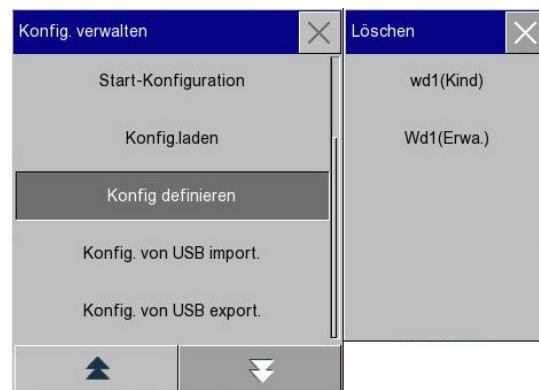 Konfig. verwalten
Start-Konfiguration
Konfig.laden
Konfig definieren
Konfig. von USB import.
Konfig. von USB export.
Löschen
wd1(Kind)
Wd1(Erwa.)